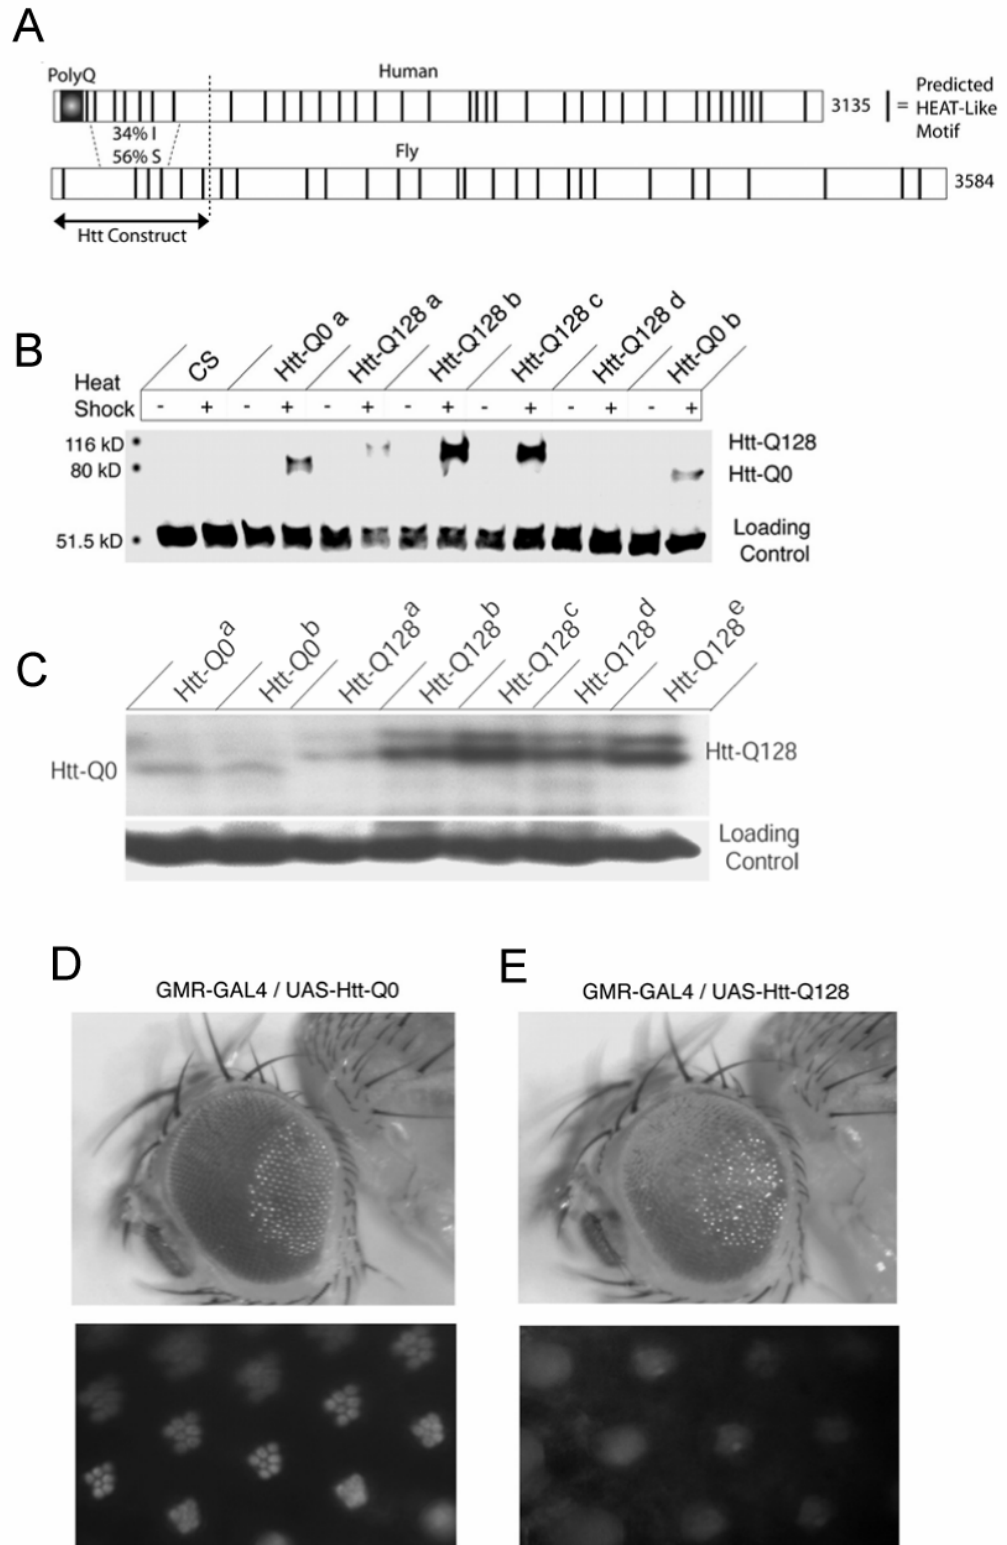 A
PolyQ
Human
3135
= Predicted
HEAT-Like
Motif
34% I
56% S
Fly
3584
Htt Construct
B
CS
Htt-Q0 a
Htt-Q128 a
Htt-Q128 b
Htt-Q128 c
Htt-Q128 d
Htt-Q0 b
Heat
Shock
- + - + - + - + - + - + - +
116 kD
80 kD
51.5 kD
Htt-Q128
Htt-Q0
Loading
Control
C
Htt-Q0a
Htt-Q0b
Htt-Q128a
Htt-Q128b
Htt-Q128c
Htt-Q128d
Htt-Q128e
Htt-Q0
Htt-Q128
Loading
Control
D
GMR-GAL4 / UAS-Htt-Q0
E
GMR-GAL4 / UAS-Htt-Q128